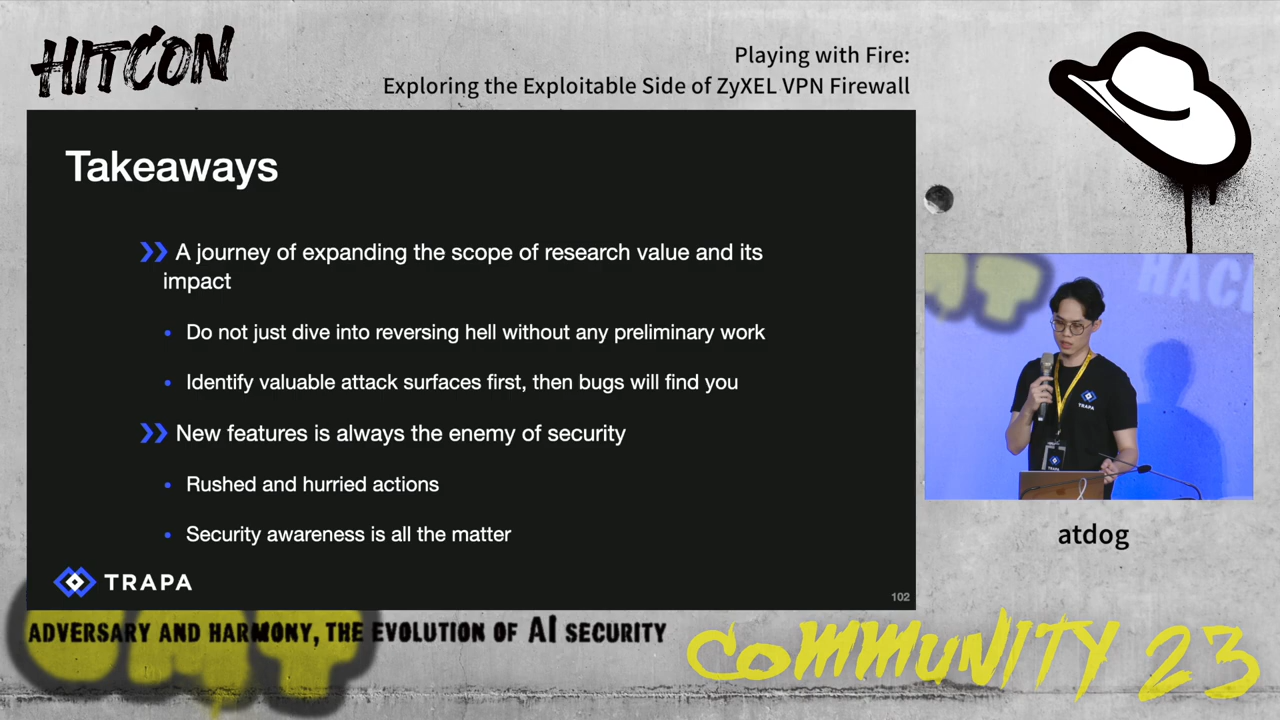 HITCON
Playing with Fire:
Exploring the Exploitable Side of ZyXEL VPN Firewall
Takeaways
A journey of expanding the scope of research value and its
impact
Do not just dive into reversing hell without any preliminary work
Identify valuable attack surfaces first, then bugs will find you
New features is always the enemy of security
Rushed and hurried actions
Security awareness is all the matter
TRAPA
102
HACK
TRAPA
atdog
ADVERSARY AND HARMONY, THE EVOLUTION OF AI SECURITY
COMMUNITY 23